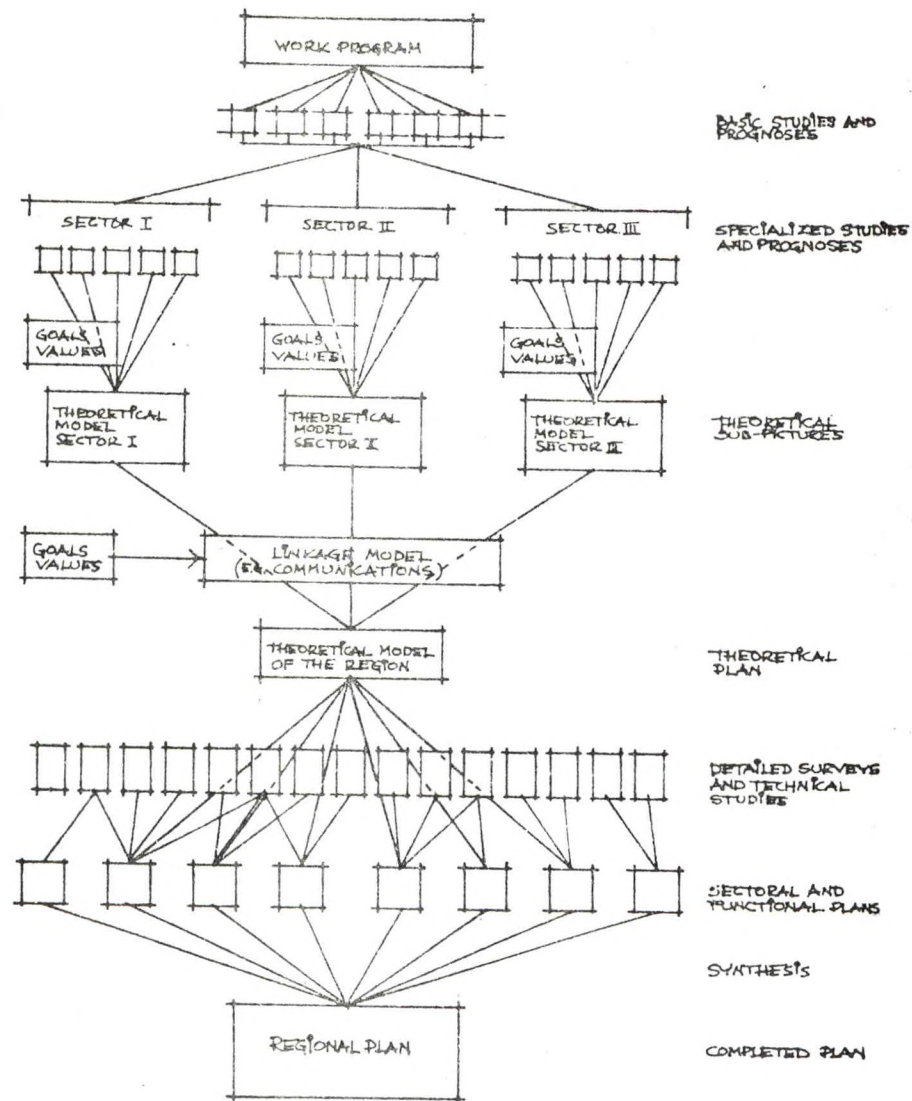 WORK PROGRAM
BASIC STUDIES AND
PROGNOSES
SECTOR I
SECTOR II
SECTOR III
SPECIALIZED STUDIES
AND PROGNOSES
GOALS
VALUES
GOALS
VALUES
GOALS
VALUES
THEORETICAL
MODEL
SECTOR I
THEORETICAL
MODEL
SECTOR II
THEORETICAL
MODEL
SECTOR III
THEORETICAL
SUB-PICTURES
GOALS
VALUES
LINKAGE MODEL
(E.G. COMMUNICATIONS)
THEORETICAL MODEL
OF THE REGION
THEORETICAL
PLAN
DETAILED SURVEYS
AND TECHNICAL
STUDIES
SECTORAL AND
FUNCTIONAL PLANS
SYNTHESIS
REGIONAL PLAN
COMPLETED PLAN